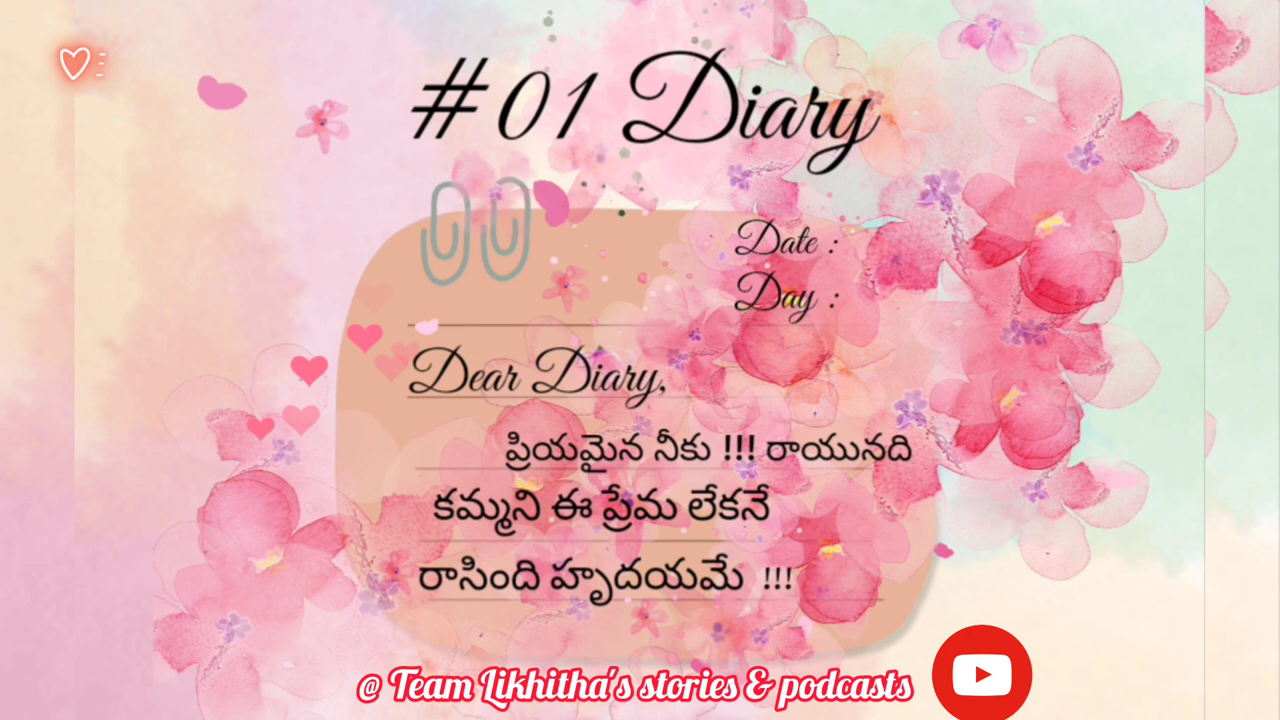 #01 Diary
Date :
Day :
Dear Diary,
ప్రియమైన నీకు !!! రాయునది
కమ్మని ఈ ప్రేమ లేకనే
రాసింది హృదయమే !!!
@ Team Likhitha's stories & podcasts